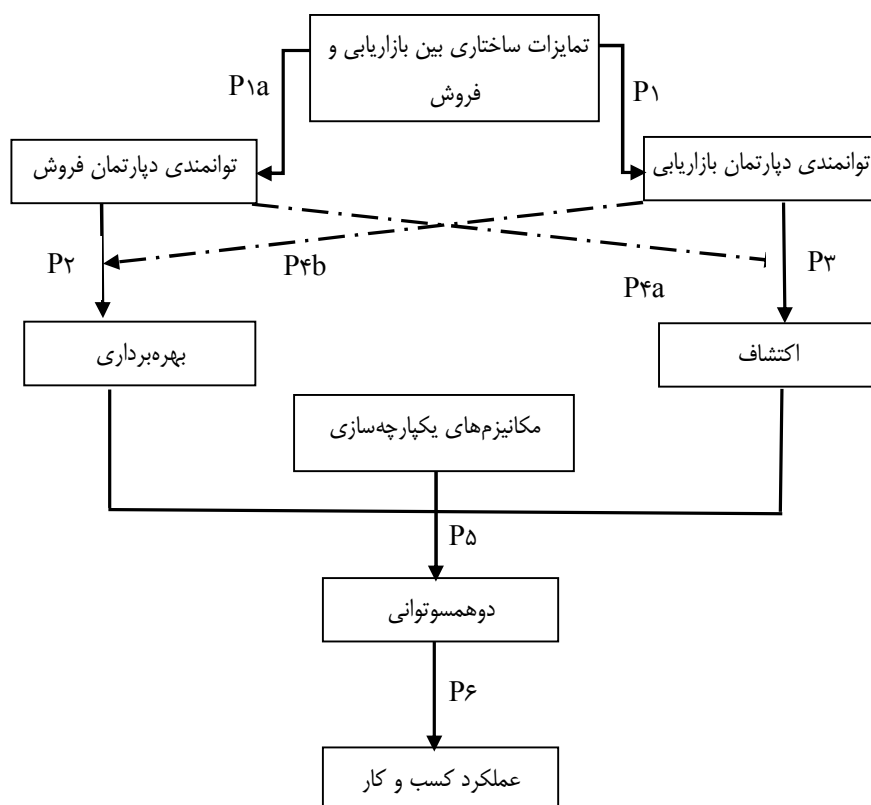 تمایزات ساختاری بین بازاریابی و
فروش
P۱
P۱a
توانمندی دپارتمان بازاریابی
توانمندی دپارتمان فروش
P۳
P۴a
P۴b
P۲
اکتشاف
بهره‌برداری
مکانیزم‌های یکپارچه‌سازی
P۵
دوهمسوتوانی
P۶
عملکرد کسب و کار